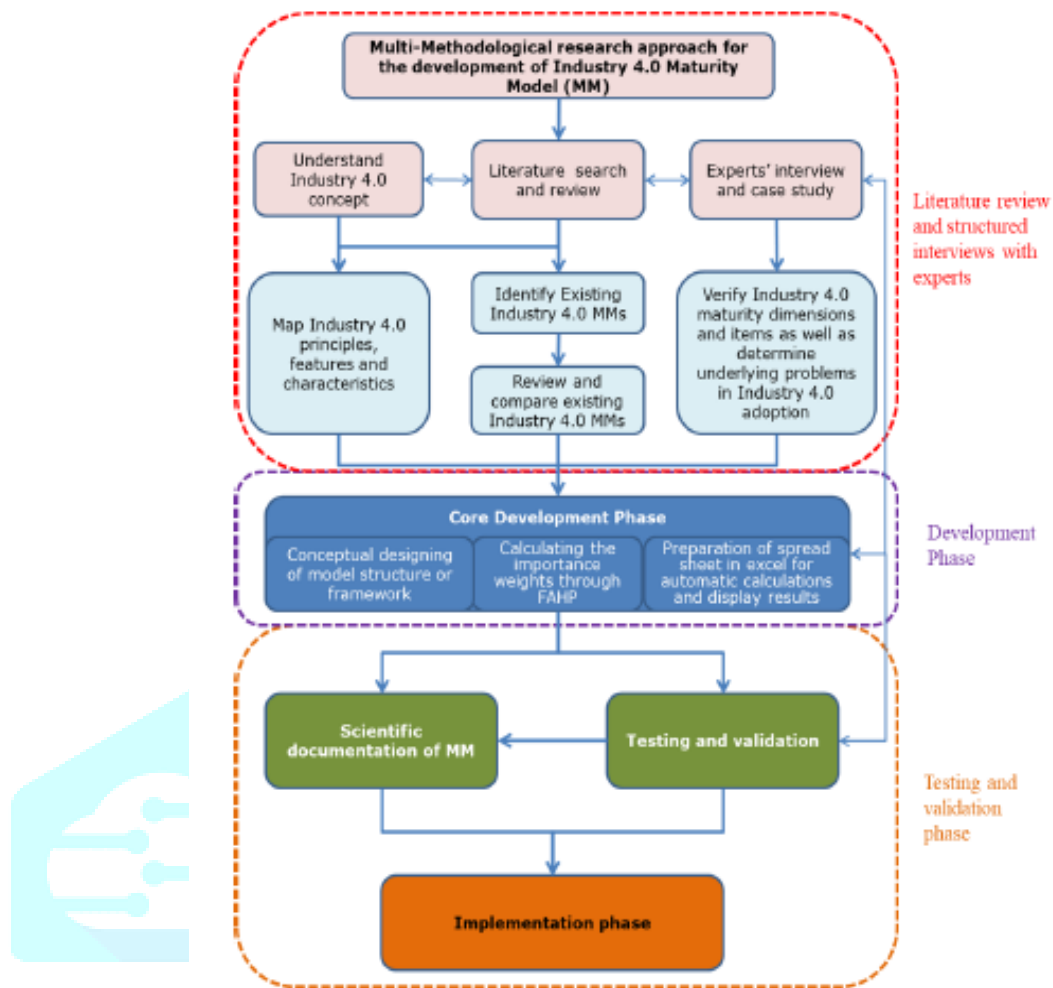 Multi-Methodological research approach for
the development of Industry 4.0 Maturity
Model (MM)
Understand
Industry 4.0
concept
Literature search
and review
Experts' interview
and case study
Literature review
and structured
interviews with
experts
Map Industry 4.0
principles,
features and
characteristics
Identify Existing
Industry 4.0 MMs
Review and
compare existing
Industry 4.0 MMs
Verify Industry 4.0
maturity dimensions
and items as well as
determine
underlying problems
in Industry 4.0
adoption
Core Development Phase
Conceptual designing
of model structure or
framework
Calculating the
importance
weights through
FAHP
Preparation of spread
sheet in excel for
automatic calculations
and display results
Development
Phase
Scientific
documentation of MM
Testing and validation
Testing and
validation
phase
Implementation phase